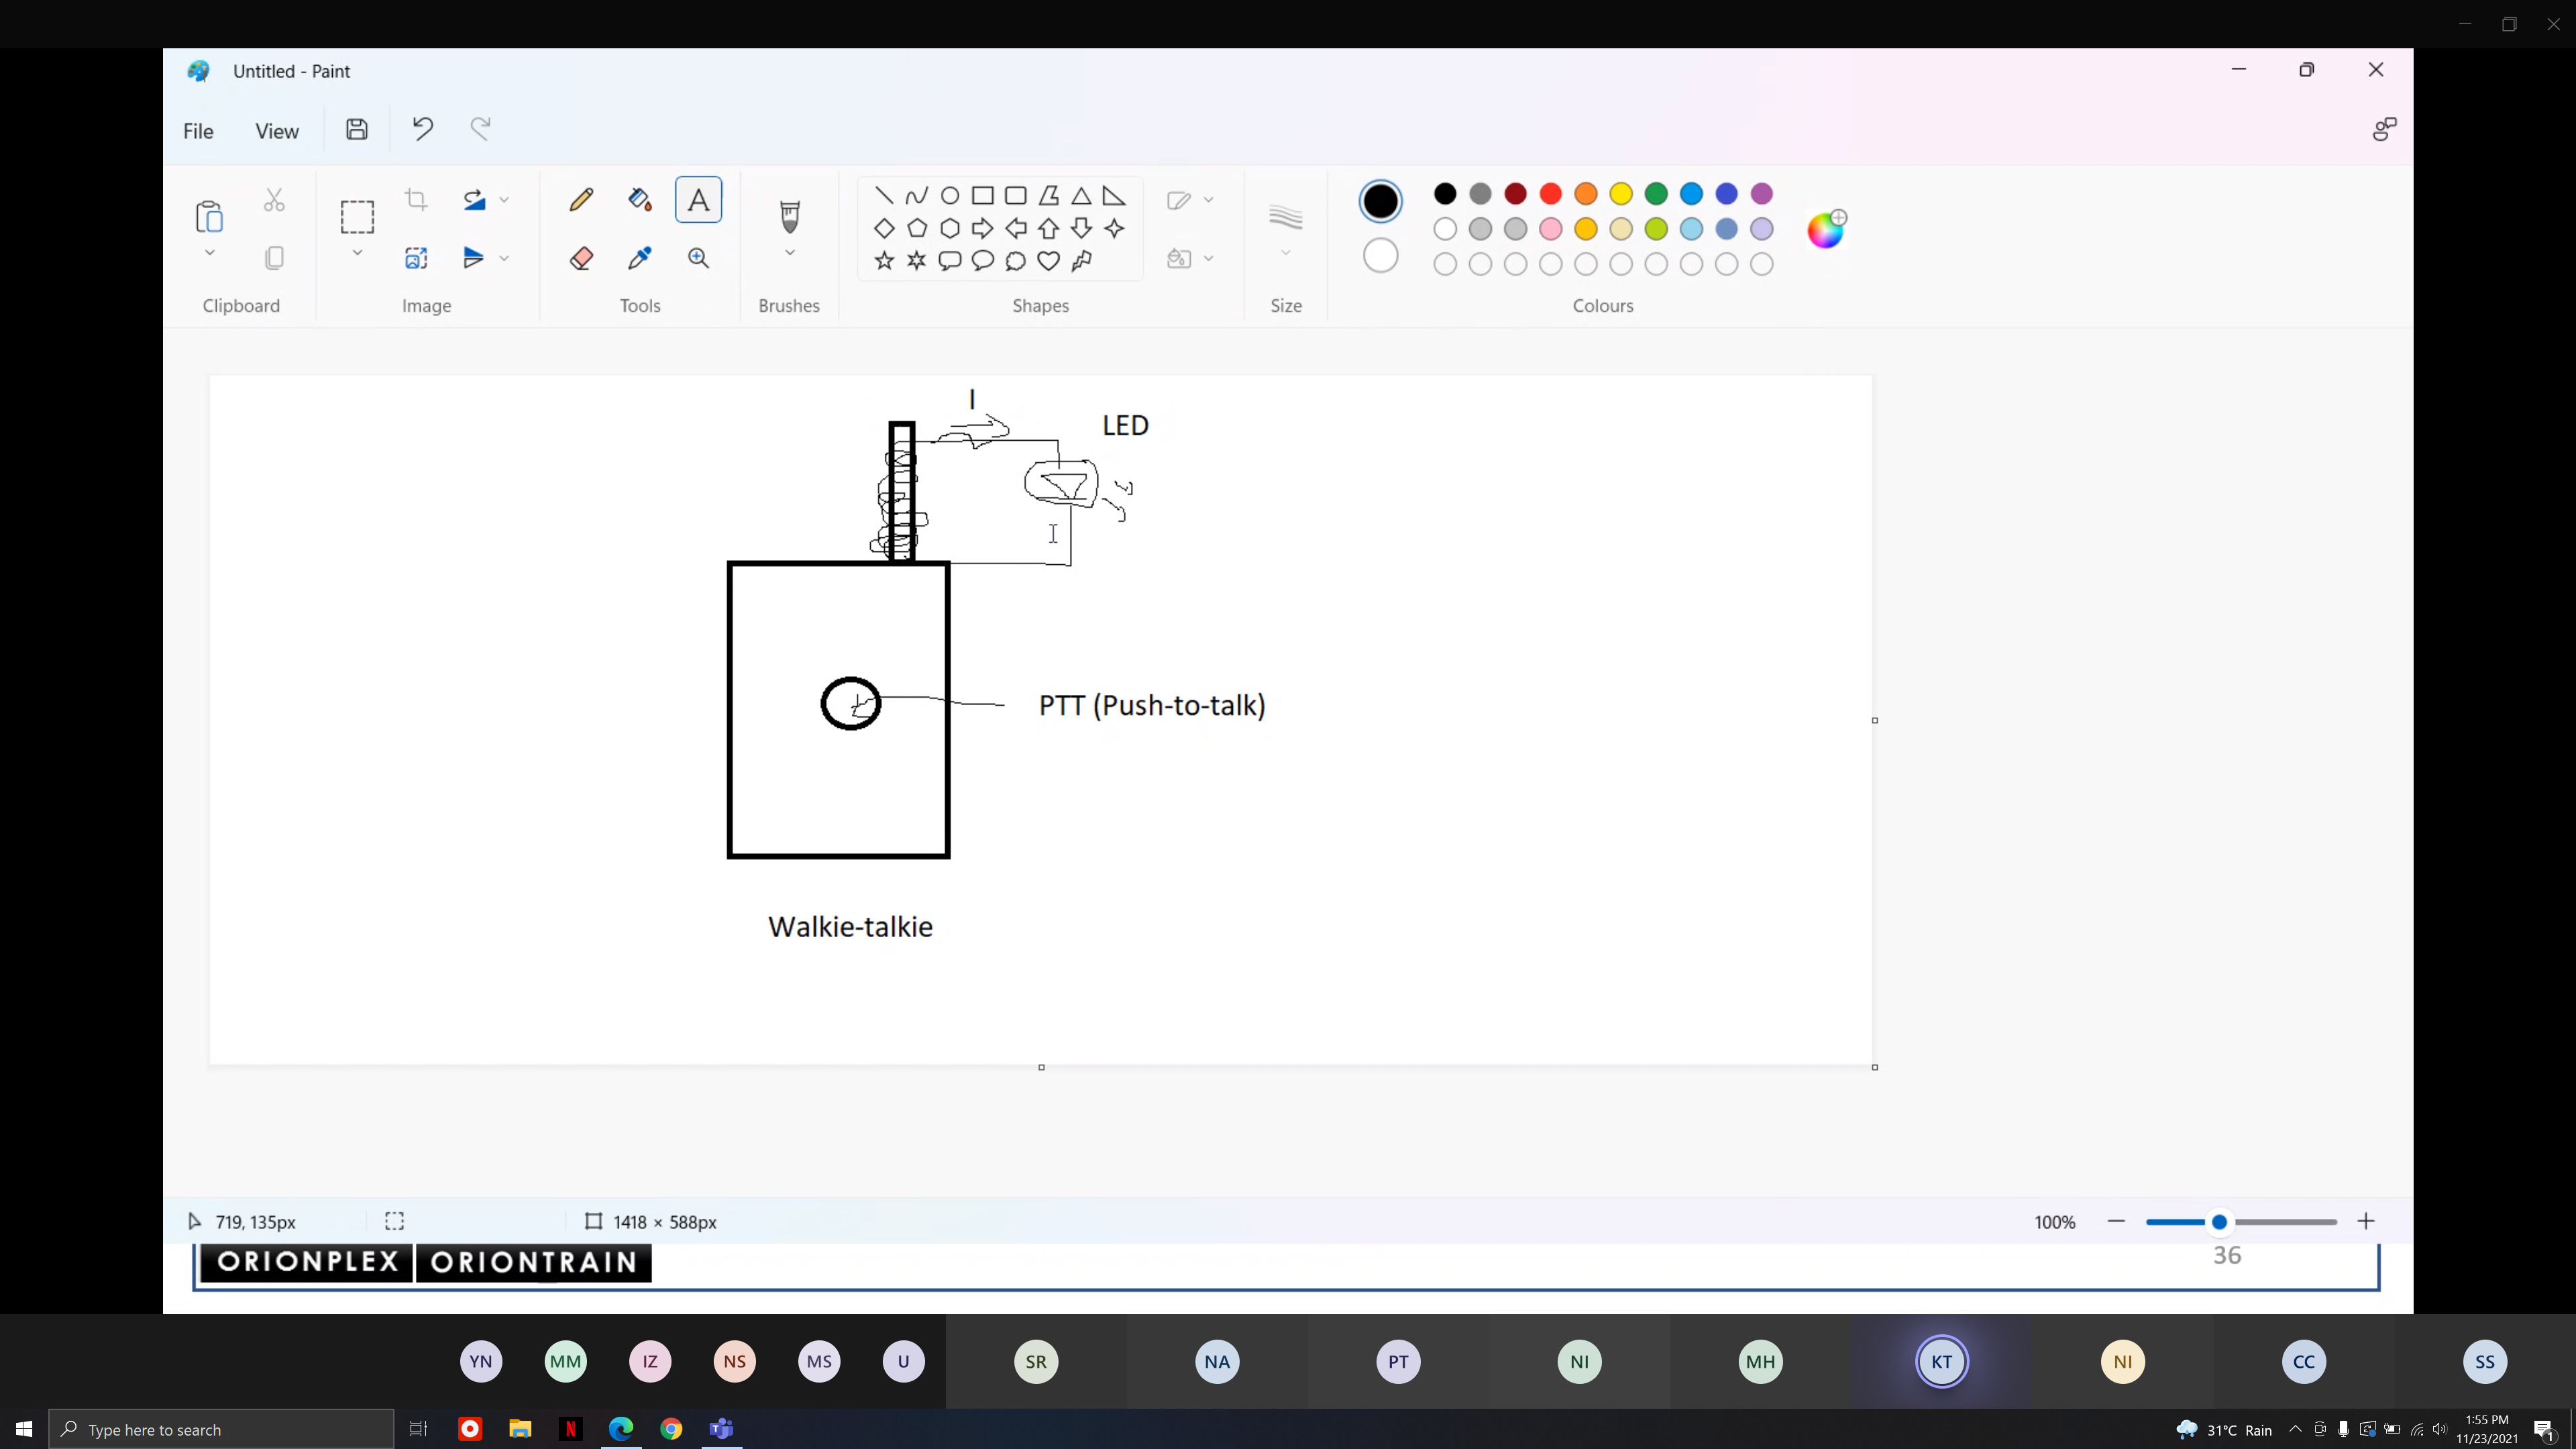 Untitled - Paint
File View
Clipboard Image Tools Brushes Shapes Size Colours
I
LED
PTT (Push-to-talk)
Walkie-talkie
719, 135px 1418 × 588px 100%
ORIONPLEX ORIONTRAIN 36
YN MM IZ NS MS U SR NA PT NI MH KT NI CC SS
Type here to search 31°C Rain 1:55 PM
11/23/2021 1